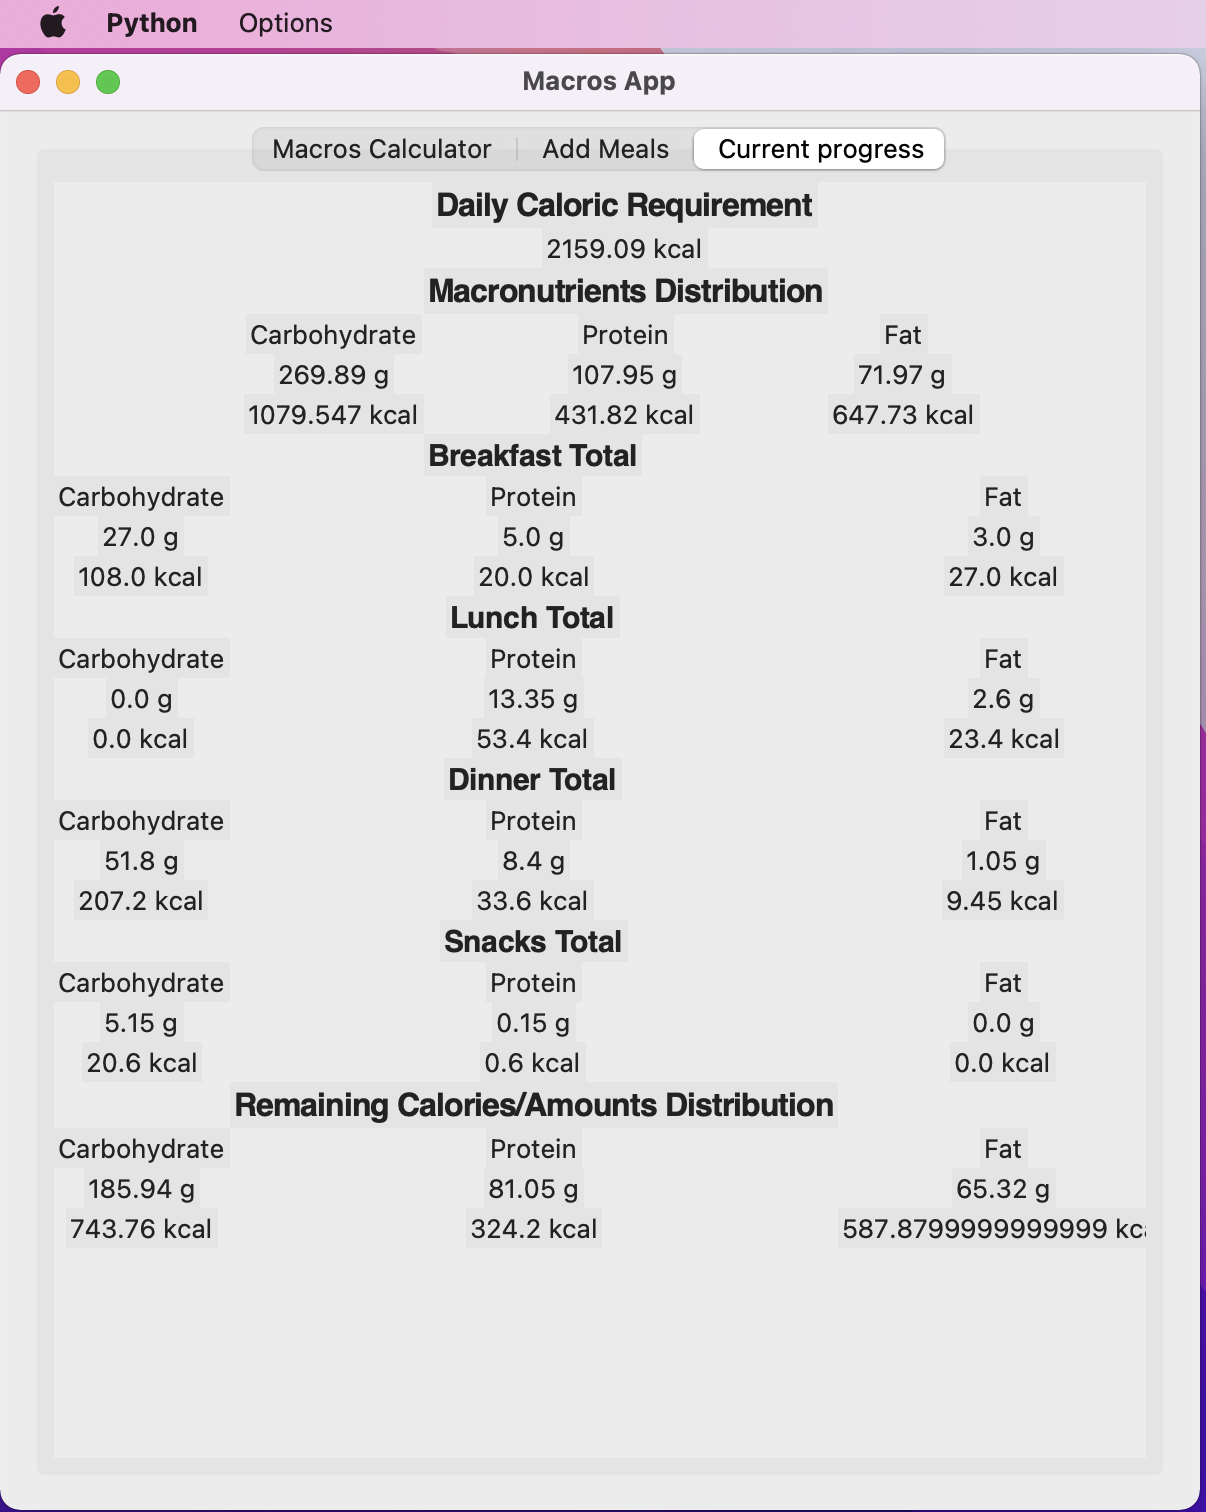 Python Options
Macros App
Macros Calculator Add Meals Current progress
Daily Caloric Requirement
2159.09 kcal
Macronutrients Distribution
Carbohydrate Protein Fat
269.89 g 107.95 g 71.97 g
1079.547 kcal 431.82 kcal 647.73 kcal
Breakfast Total
Carbohydrate Protein Fat
27.0 g 5.0 g 3.0 g
108.0 kcal 20.0 kcal 27.0 kcal
Lunch Total
Carbohydrate Protein Fat
0.0 g 13.35 g 2.6 g
0.0 kcal 53.4 kcal 23.4 kcal
Dinner Total
Carbohydrate Protein Fat
51.8 g 8.4 g 1.05 g
207.2 kcal 33.6 kcal 9.45 kcal
Snacks Total
Carbohydrate Protein Fat
5.15 g 0.15 g 0.0 g
20.6 kcal 0.6 kcal 0.0 kcal
Remaining Calories/Amounts Distribution
Carbohydrate Protein Fat
185.94 g 81.05 g 65.32 g
743.76 kcal 324.2 kcal 587.8799999999999 kca